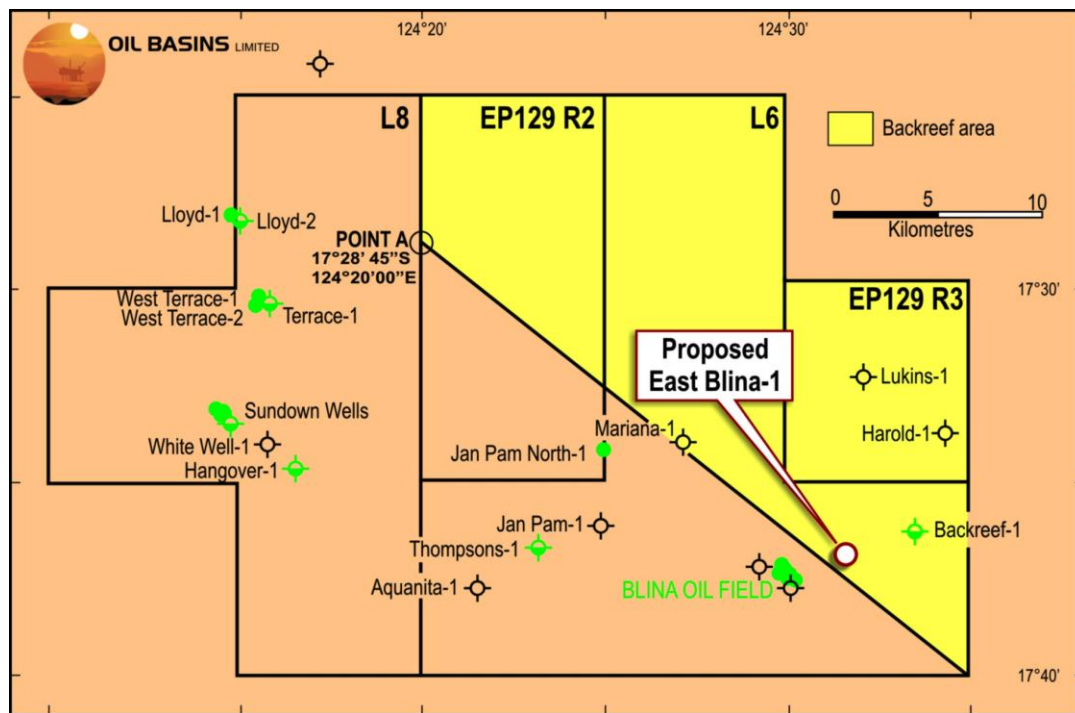 OIL BASINS LIMITED
124°20'
124°30'
L8
EP129 R2
L6
Backreef area
0 5 10
Kilometres
Lloyd-1
Lloyd-2
POINT A
17°28' 45"S
124°20'00"E
17°30'
West Terrace-1
West Terrace-2
Terrace-1
EP129 R3
Proposed
East Blina-1
Lukins-1
Sundown Wells
White Well-1
Hangover-1
Mariana-1
Harold-1
Jan Pam North-1
Jan Pam-1
Thompsons-1
Backreef-1
Aquanita-1
BLINA OIL FIELD
17°40'